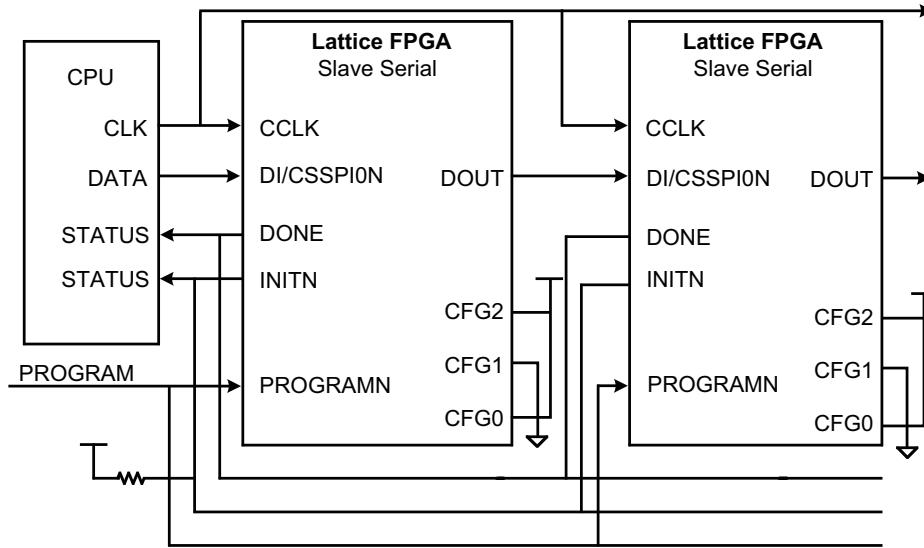 CPU
CLK
DATA
STATUS
STATUS
Lattice FPGA
Slave Serial
CCLK
DI/CSSPI0N
DOUT
DONE
INITN
CFG2
CFG1
PROGRAMN
CFG0
Lattice FPGA
Slave Serial
CCLK
DI/CSSPI0N
DOUT
DONE
INITN
CFG2
CFG1
PROGRAMN
CFG0
PROGRAM